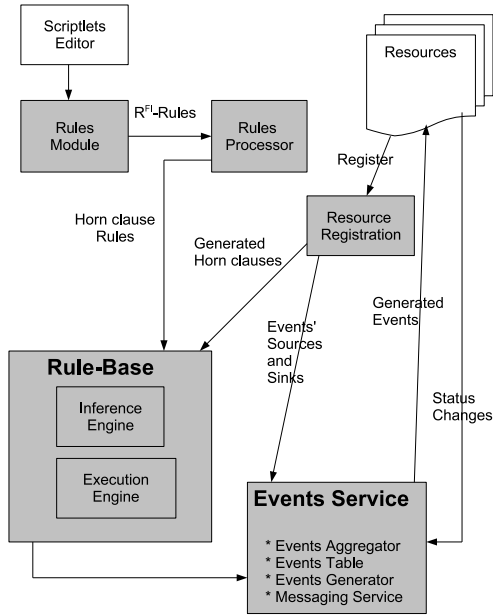 Scriptlets
Editor
Resources
Rules
Module
R^FI-Rules
Rules
Processor
Register
Horn clause
Rules
Generated
Horn clauses
Resource
Registration
Events'
Sources
and
Sinks
Generated
Events
Status
Changes
Rule-Base
Inference
Engine
Execution
Engine
Events Service
* Events Aggregator
* Events Table
* Events Generator
* Messaging Service